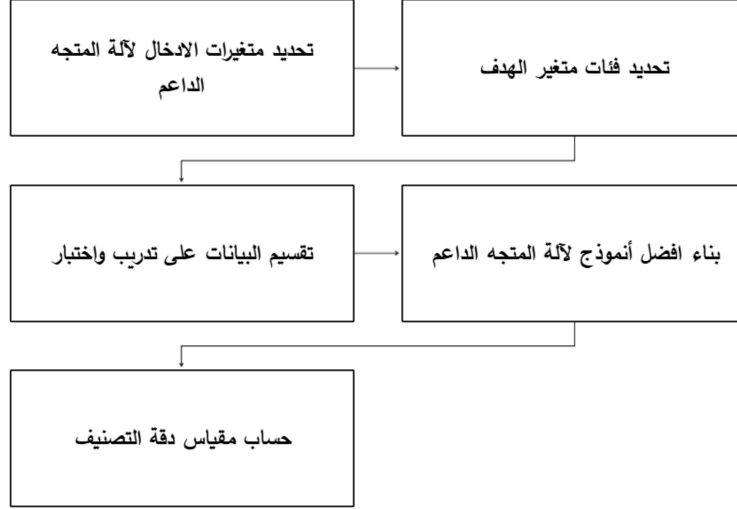 تحديد متغيرات الادخال لآلة المتجه
الداعم
تحديد فئات متغير الهدف
تقسيم البيانات على تدريب واختبار
بناء افضل أنموذج لآلة المتجه الداعم
حساب مقياس دقة التصنيف